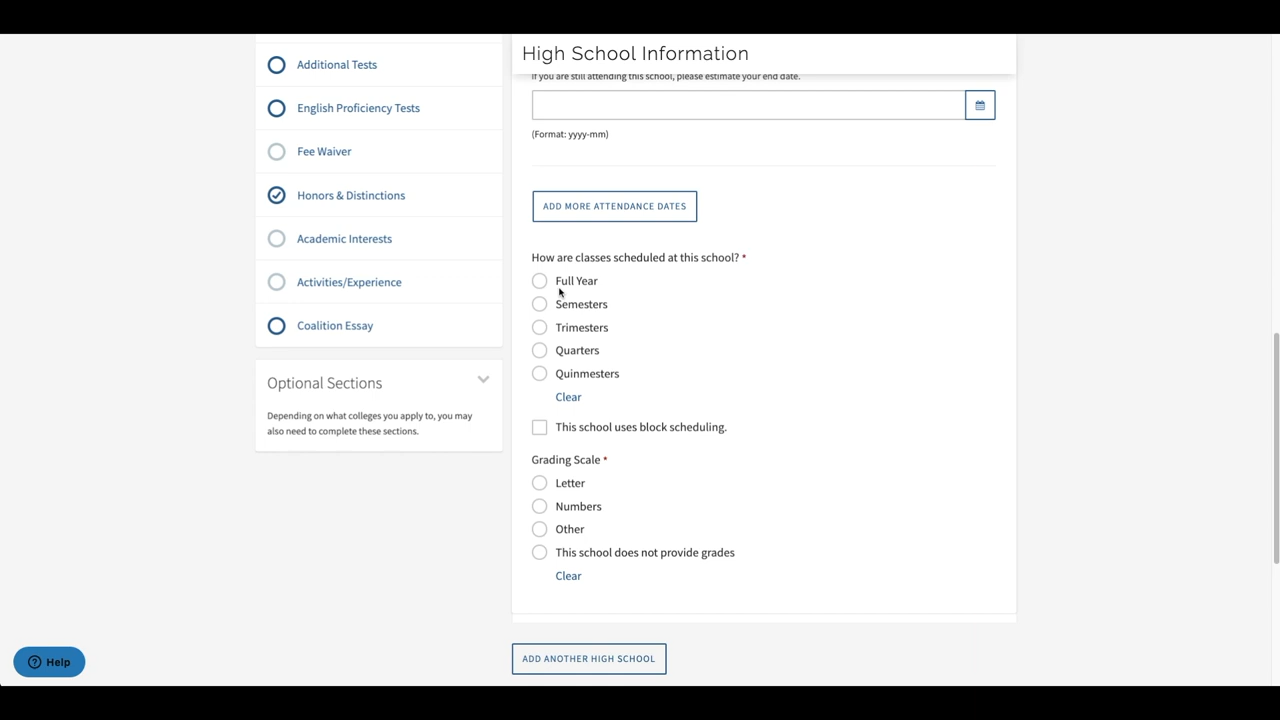 High School Information
If you are still attending this school, please estimate your end date.
(Format: yyyy-mm)
ADD MORE ATTENDANCE DATES
How are classes scheduled at this school? *
Full Year
Semesters
Trimesters
Quarters
Quinmesters
Clear
This school uses block scheduling.
Grading Scale *
Letter
Numbers
Other
This school does not provide grades
Clear
ADD ANOTHER HIGH SCHOOL
Additional Tests
English Proficiency Tests
Fee Waiver
Honors & Distinctions
Academic Interests
Activities/Experience
Coalition Essay
Optional Sections
Depending on what colleges you apply to, you may
also need to complete these sections.
Help